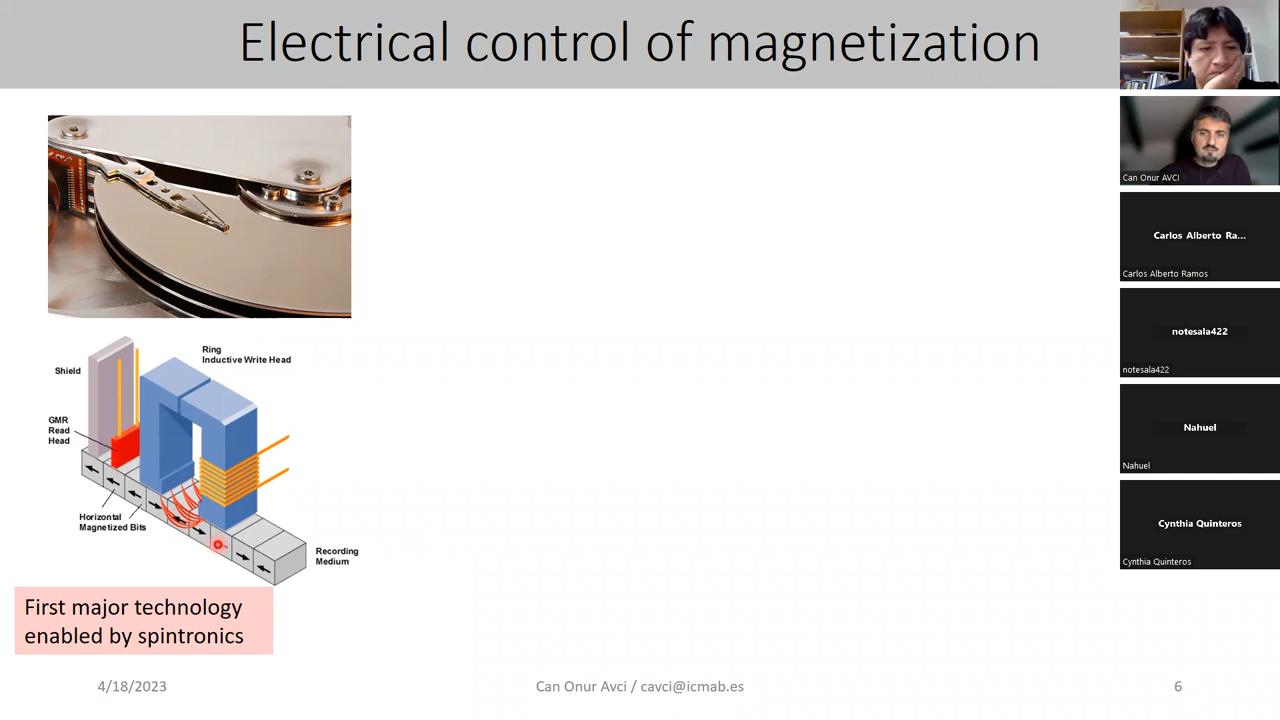 Electrical control of magnetization
Ring
Inductive Write Head
Shield
GMR
Read
Head
Horizontal
Magnetized Bits
Recording
Medium
First major technology
enabled by spintronics
4/18/2023
Can Onur Avci / cavci@icmab.es
6
Can Onur AVCI
Carlos Alberto Ra...
Carlos Alberto Ramos
notesala422
notesala422
Nahuel
Nahuel
Cynthia Quinteros
Cynthia Quinteros